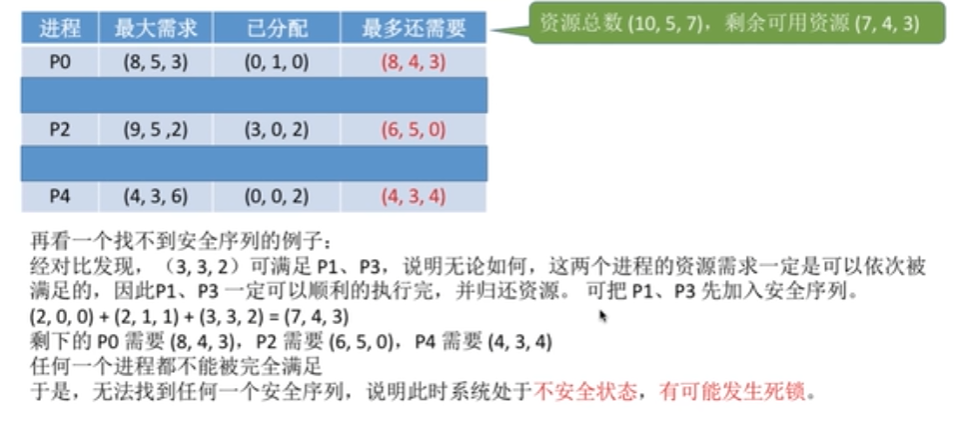 进程 最大需求 已分配 最多还需要
资源总数 (10, 5, 7)，剩余可用资源 (7, 4, 3)
P0 (8, 5, 3) (0, 1, 0) (8, 4, 3)
P2 (9, 5 ,2) (3, 0, 2) (6, 5, 0)
P4 (4, 3, 6) (0, 0, 2) (4, 3, 4)
再看一个找不到安全序列的例子：
经对比发现，（3, 3, 2）可满足 P1、P3，说明无论如何，这两个进程的资源需求一定是可以依次被
满足的，因此P1、P3 一定可以顺利的执行完，并归还资源。 可把 P1、P3 先加入安全序列。
(2, 0, 0) + (2, 1, 1) + (3, 3, 2) = (7, 4, 3)
剩下的 P0 需要 (8, 4, 3)，P2 需要 (6, 5, 0)，P4 需要 (4, 3, 4)
任何一个进程都不能被完全满足
于是，无法找到任何一个安全序列，说明此时系统处于不安全状态，有可能发生死锁。